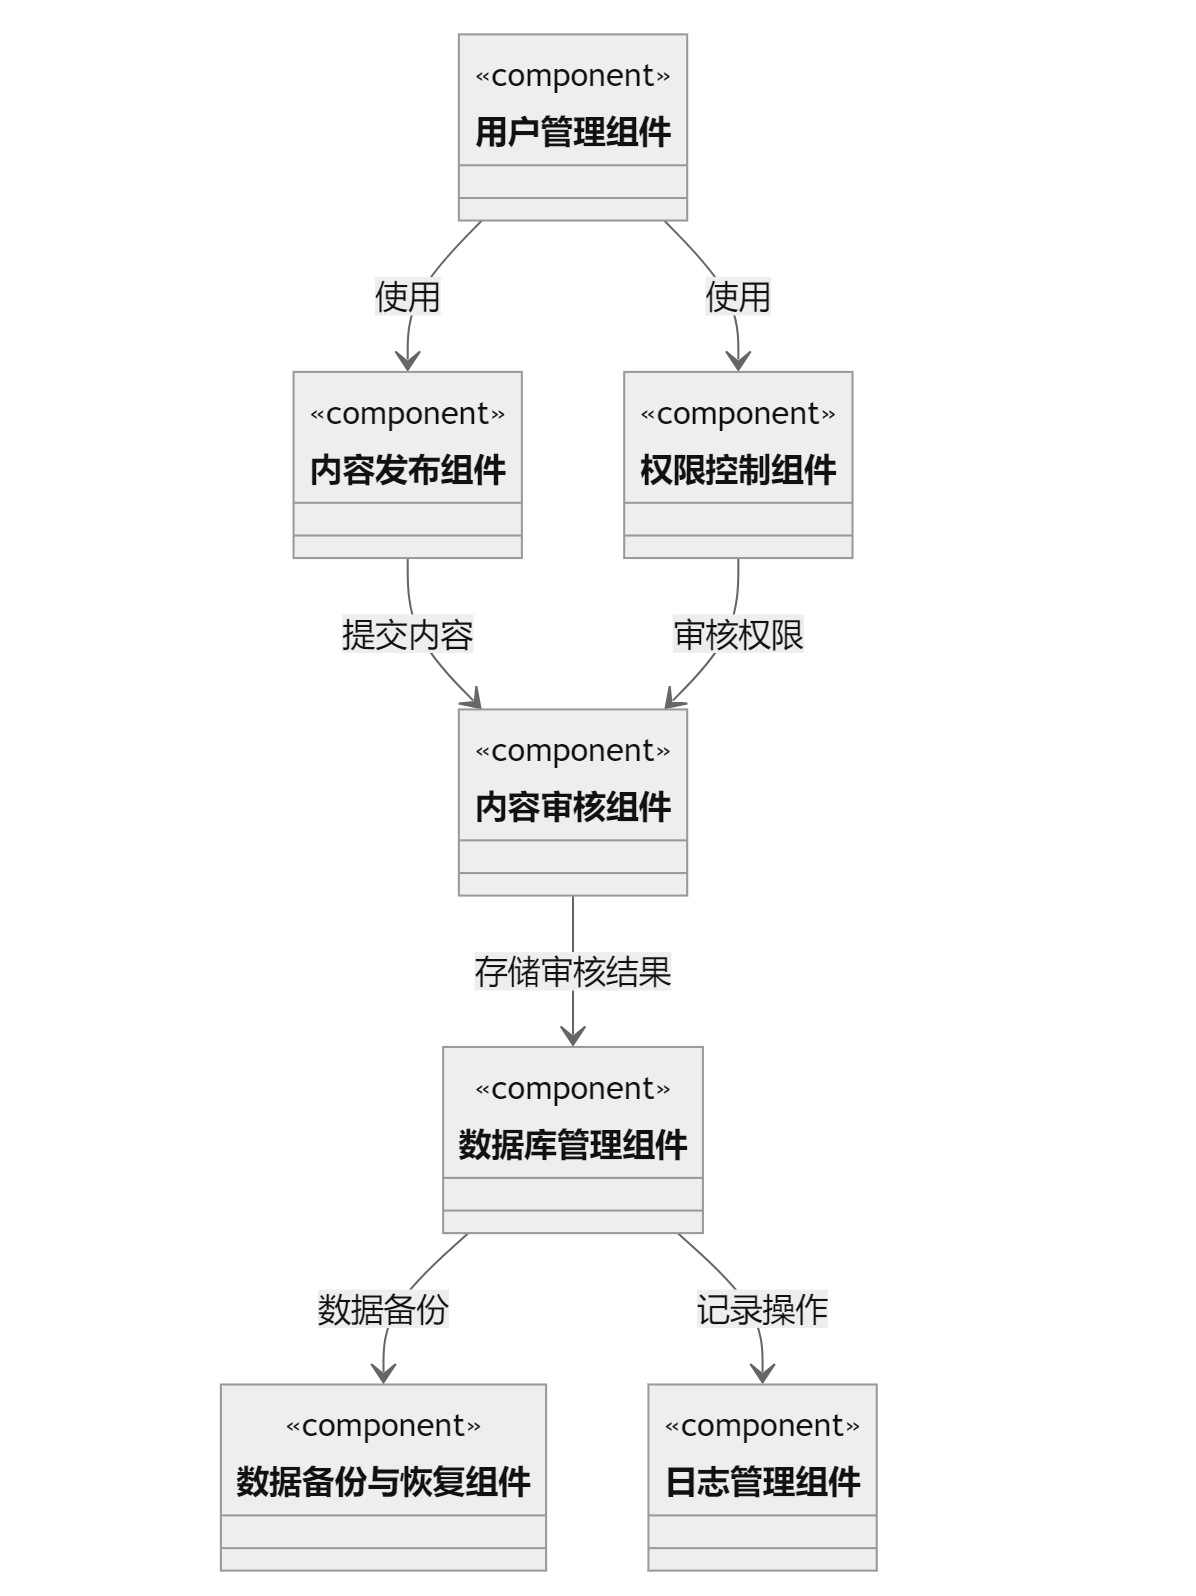 «component»
用户管理组件
使用
使用
«component»
内容发布组件
«component»
权限控制组件
提交内容
审核权限
«component»
内容审核组件
存储审核结果
«component»
数据库管理组件
数据备份
记录操作
«component»
数据备份与恢复组件
«component»
日志管理组件